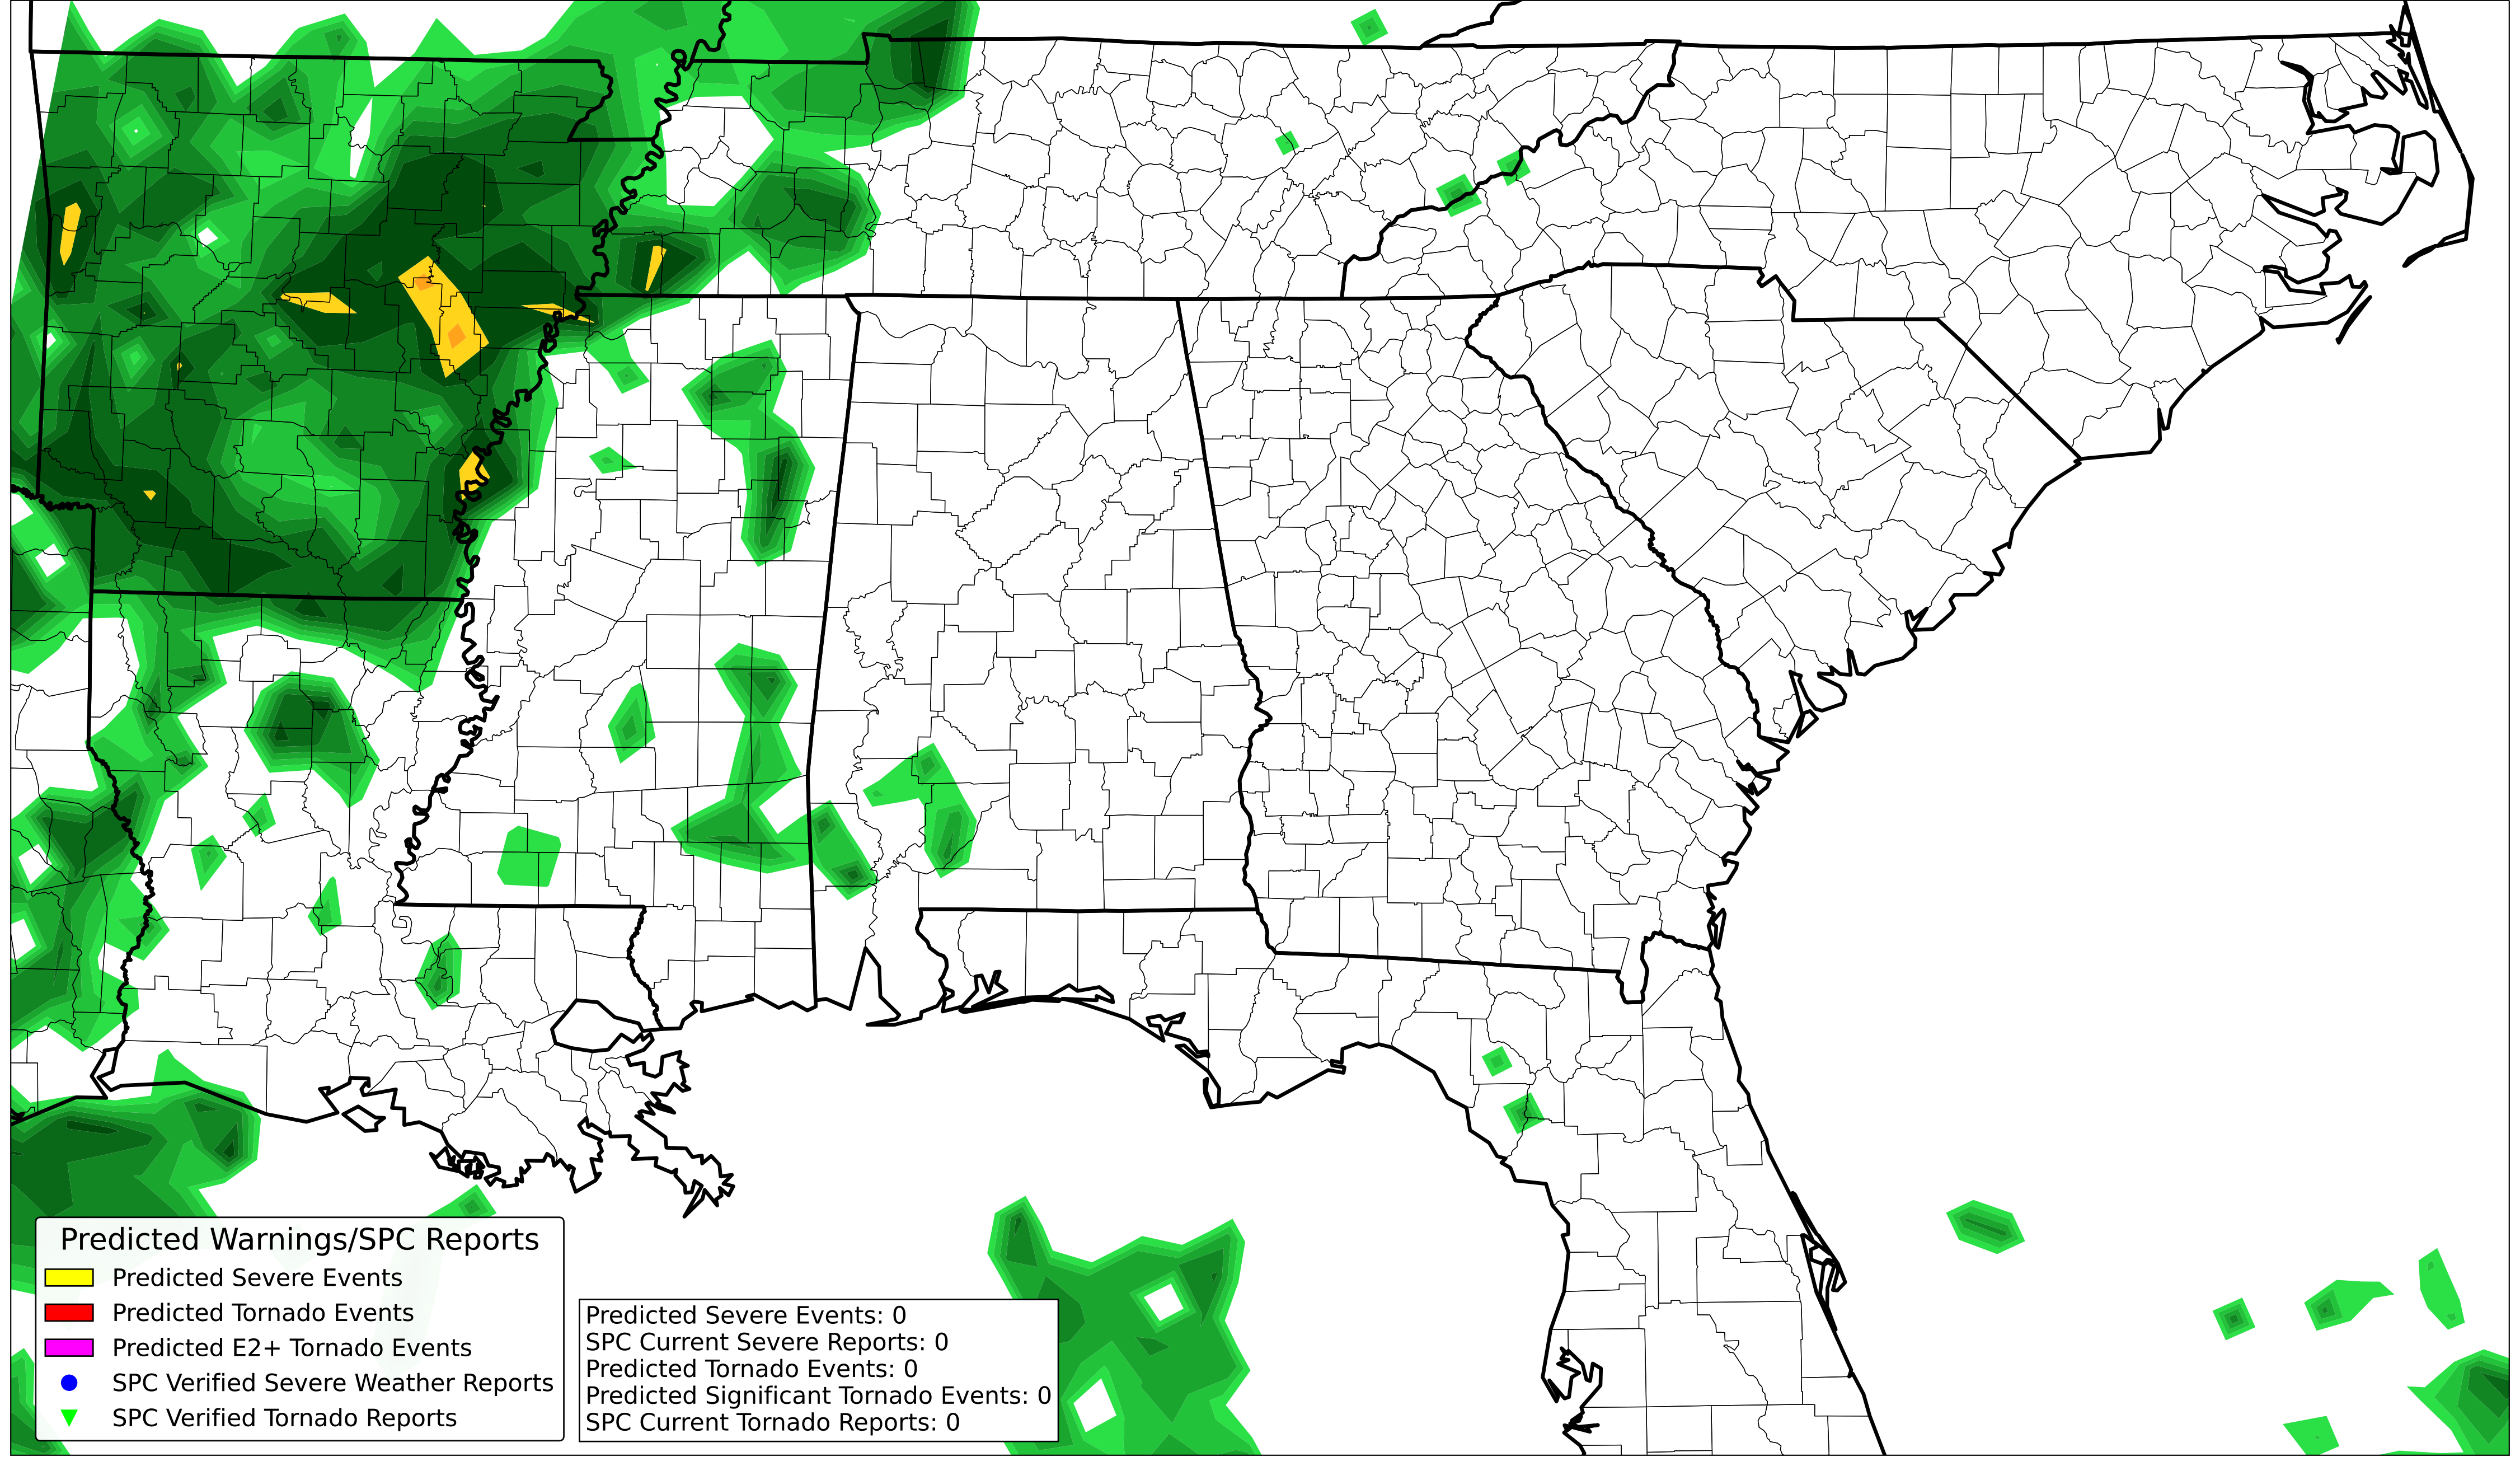 Predicted Warnings/SPC Reports
Predicted Severe Events
Predicted Tornado Events
Predicted E2+ Tornado Events
SPC Verified Severe Weather Reports
SPC Verified Tornado Reports
Predicted Severe Events: 0
SPC Current Severe Reports: 0
Predicted Tornado Events: 0
Predicted Significant Tornado Events: 0
SPC Current Tornado Reports: 0